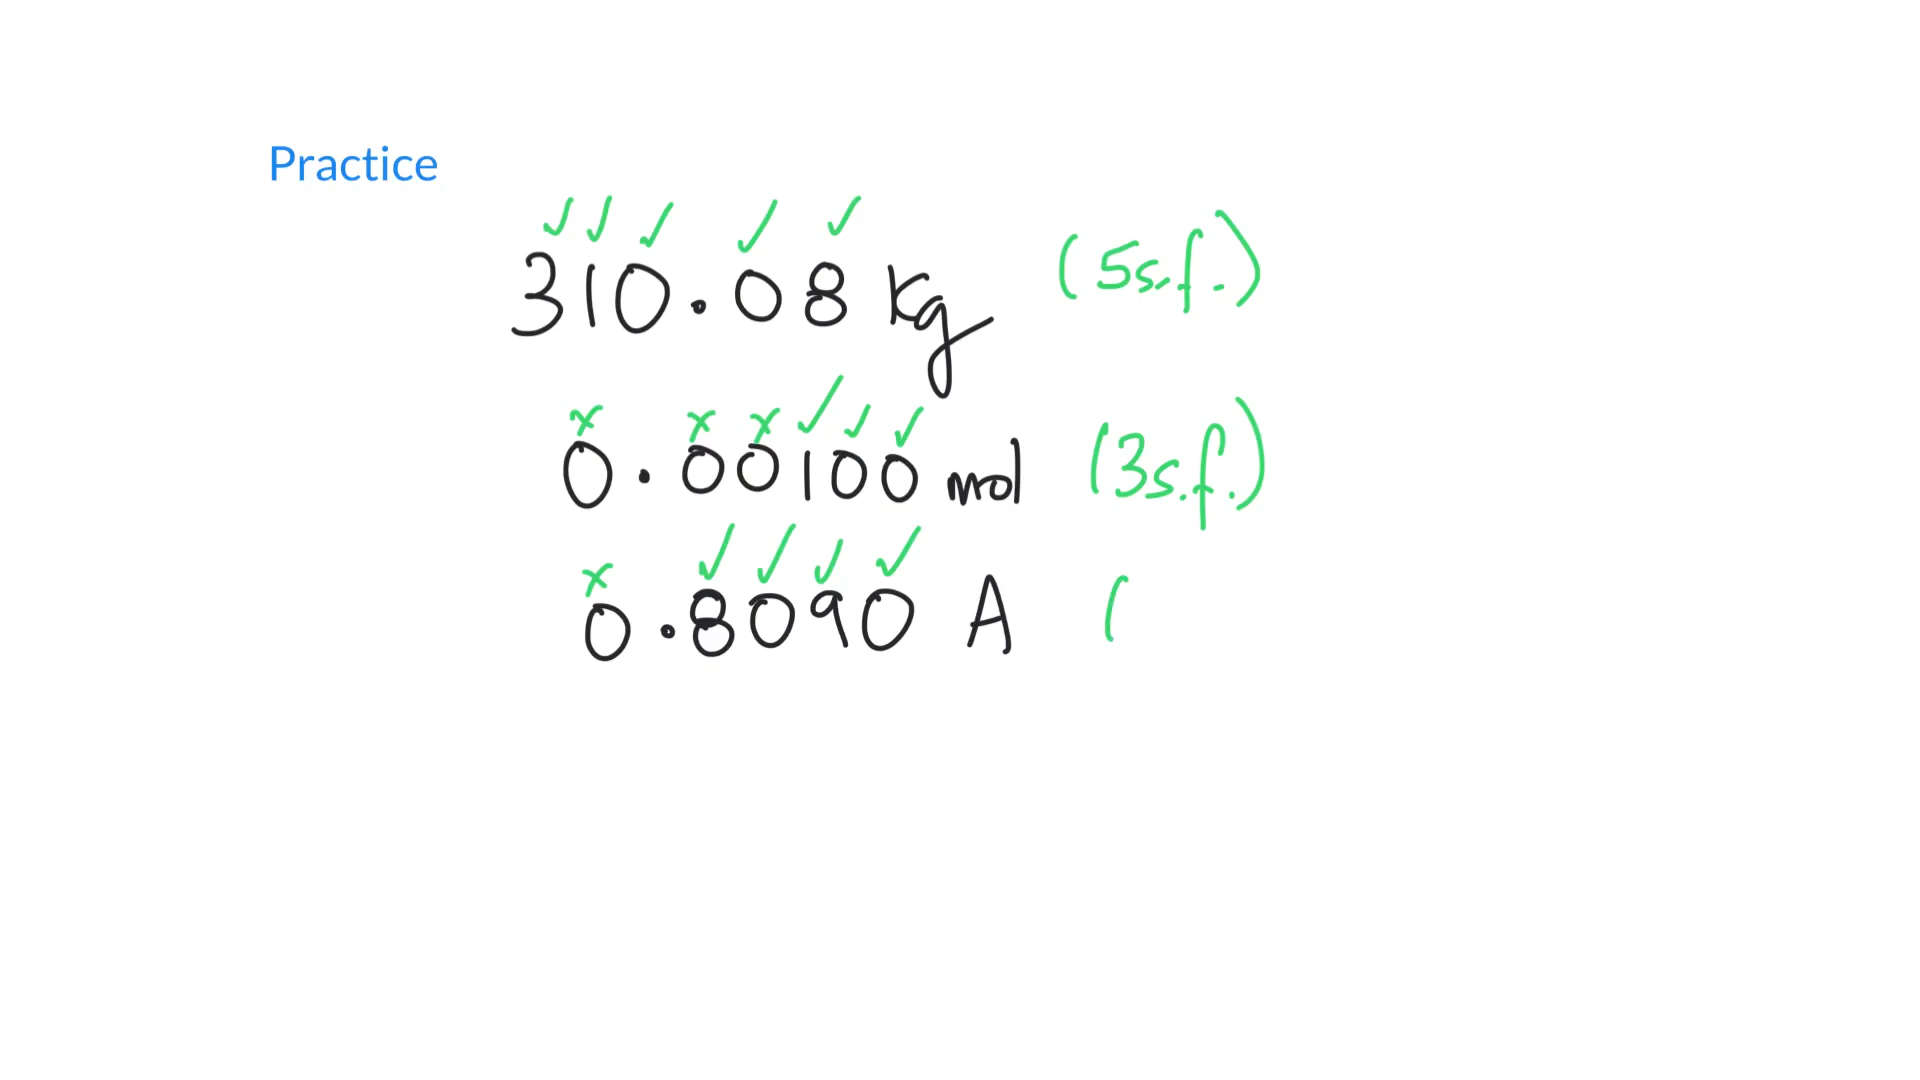 Practice
✓ ✓ ✓ ✓ ✓
310.08 kg (5s.f.)
x x x ✓ ✓ ✓
0.00100 mol (3s.f.)
x ✓ ✓ ✓ ✓
0.8090 A (